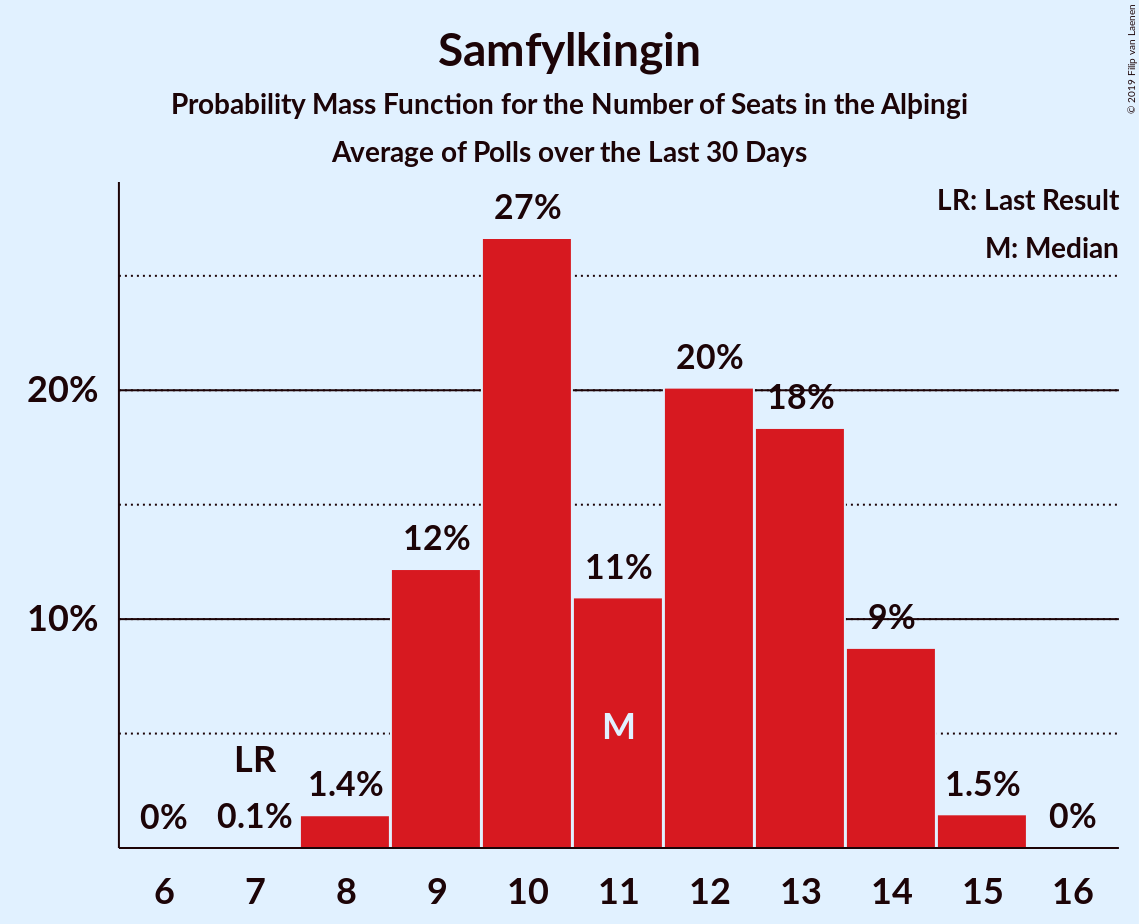 Samfylkingin
Probability Mass Function for the Number of Seats in the Alþingi
Average of Polls over the Last 30 Days
© 2019 Filip van Laenen
LR: Last Result
M: Median
27%
20%
20%
18%
12%
11%
10%
9%
M
LR
0%
0.1%
1.4%
1.5%
0%
6 7 8 9 10 11 12 13 14 15 16